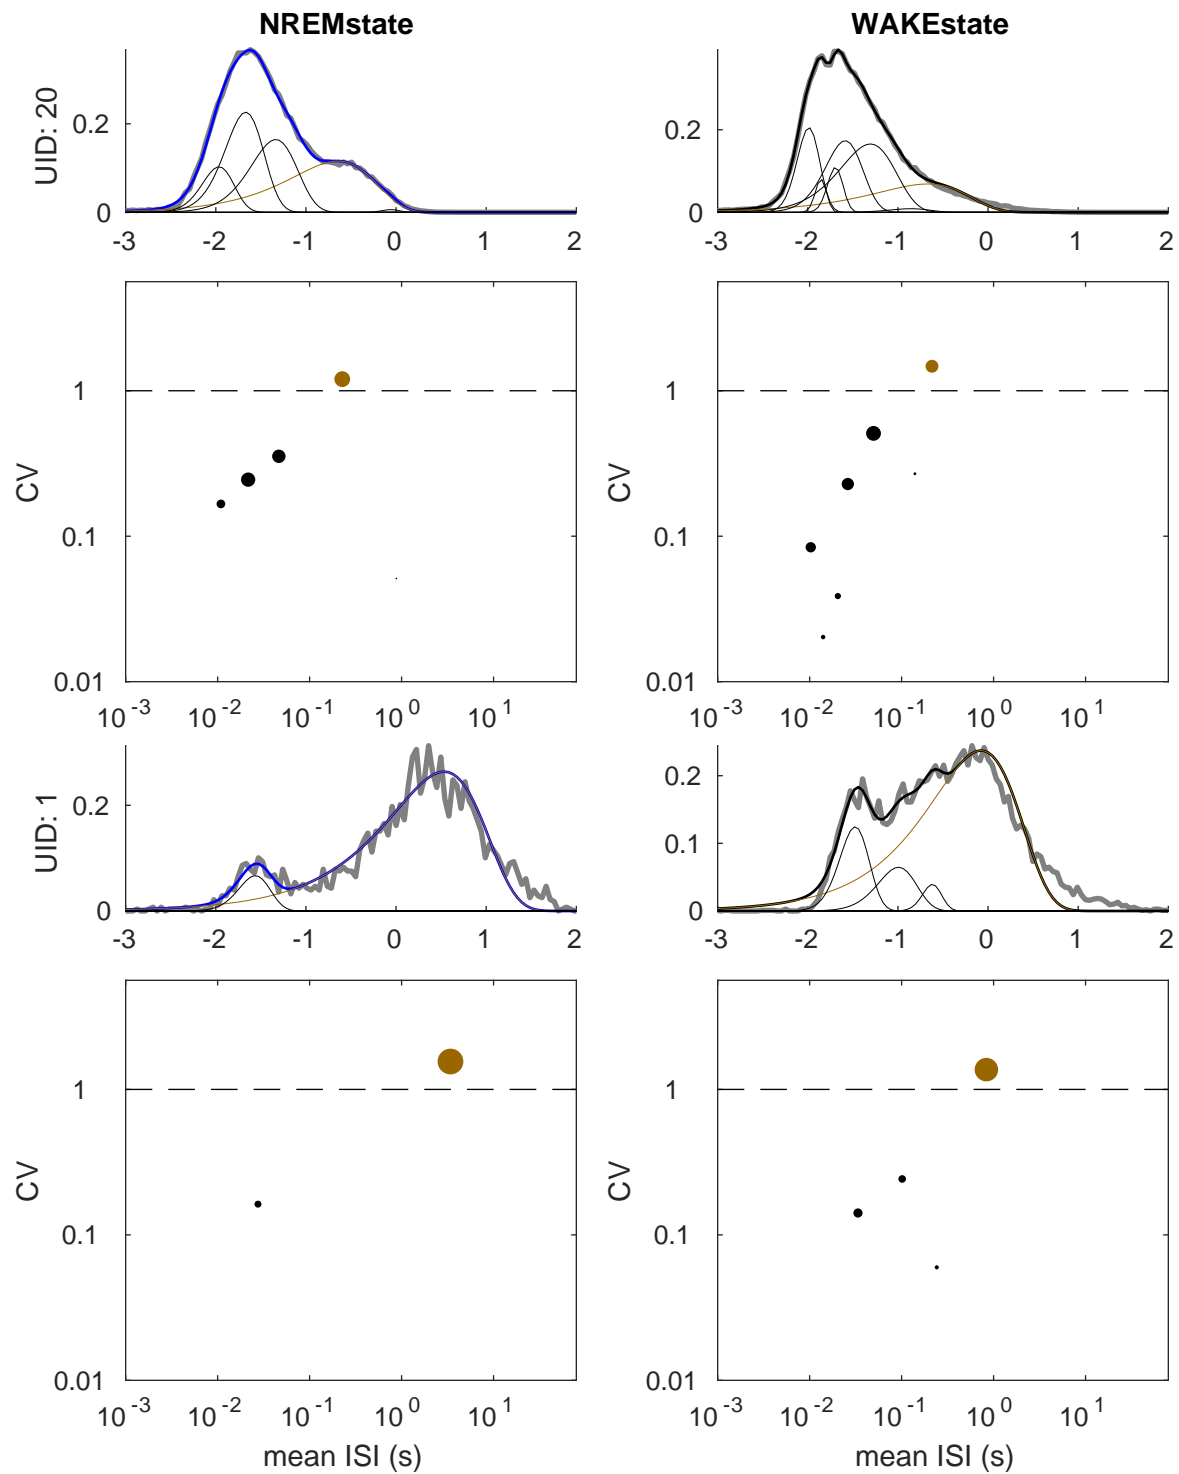 NREMstate WAKEstate
UID: 20
0.2 0.2
0 0
-3 -2 -1 0 1 2 -3 -2 -1 0 1 2
CV CV
1 1
0.1 0.1
0.01 0.01
10^-3 10^-2 10^-1 10^0 10^1 10^-3 10^-2 10^-1 10^0 10^1
UID: 1
0.2 0.2
0.1
0 0
-3 -2 -1 0 1 2 -3 -2 -1 0 1 2
CV CV
1 1
0.1 0.1
0.01 0.01
10^-3 10^-2 10^-1 10^0 10^1 10^-3 10^-2 10^-1 10^0 10^1
mean ISI (s) mean ISI (s)